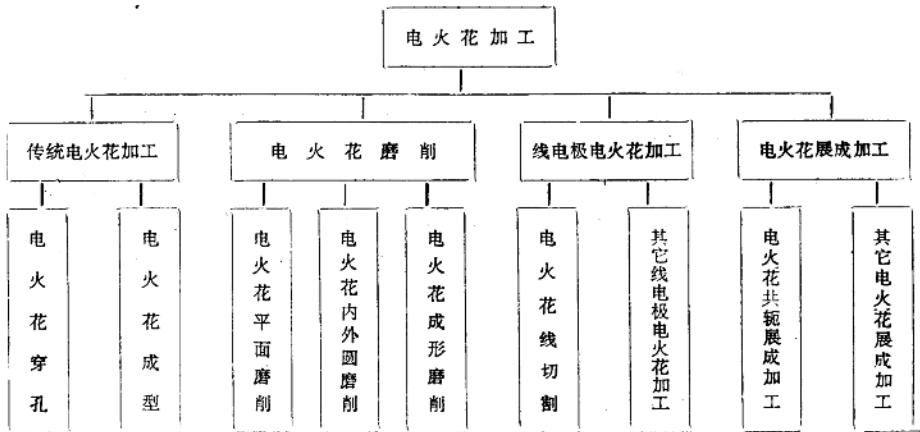 电火花加工
传统电火花加工
电火花磨削
线电极电火花加工
电火花展成加工
电火花穿孔
电火花成型
电火花平面磨削
电火花内外圆磨削
电火花成形磨削
电火花线切割
其它线电极电火花加工
电火花共轭展成加工
其它电火花展成加工